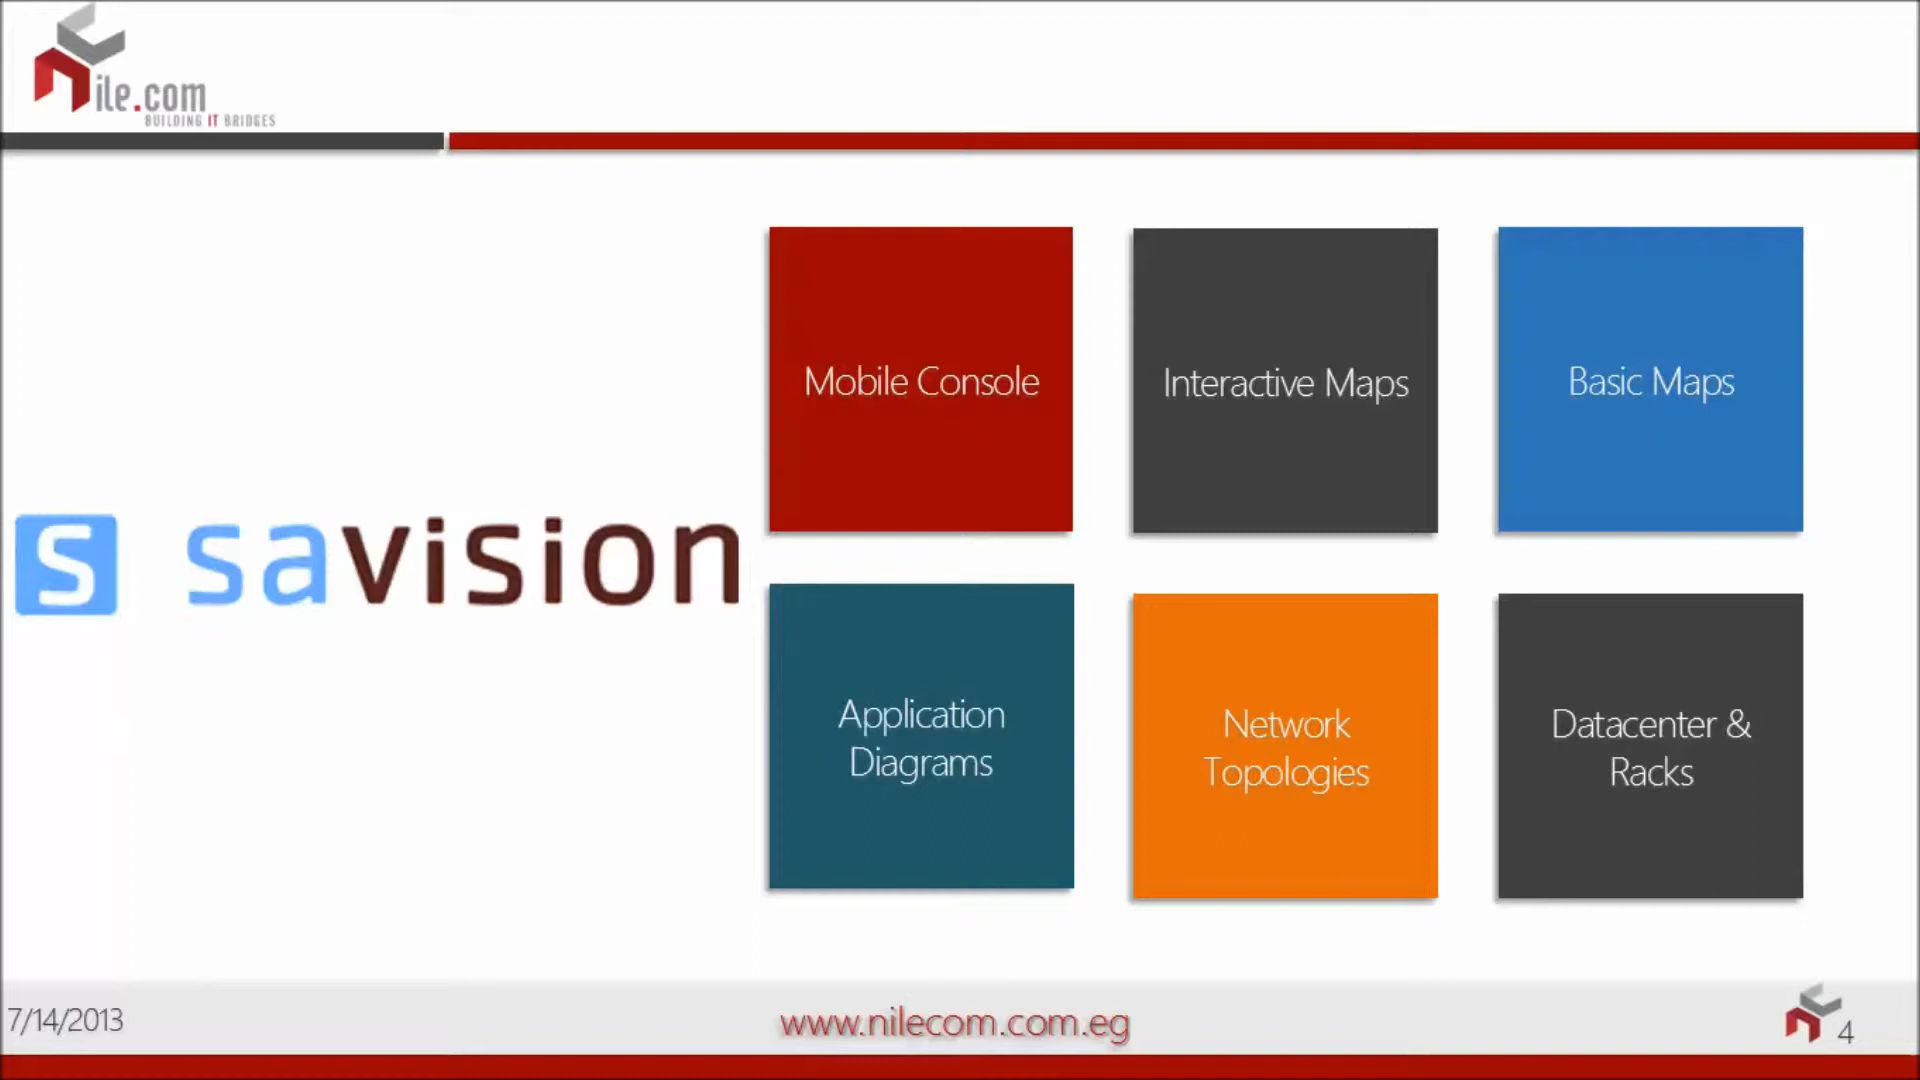 nile.com
BUILDING IT BRIDGES
Mobile Console
Interactive Maps
Basic Maps
S savision
Application
Diagrams
Network
Topologies
Datacenter &
Racks
7/14/2013
www.nilecom.com.eg
4